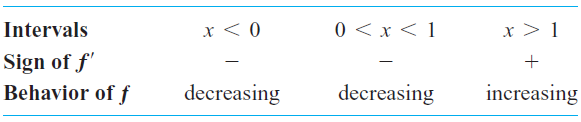 Intervals x < 0 0 < x < 1 x > 1
Sign of f′ − − +
Behavior of f decreasing decreasing increasing